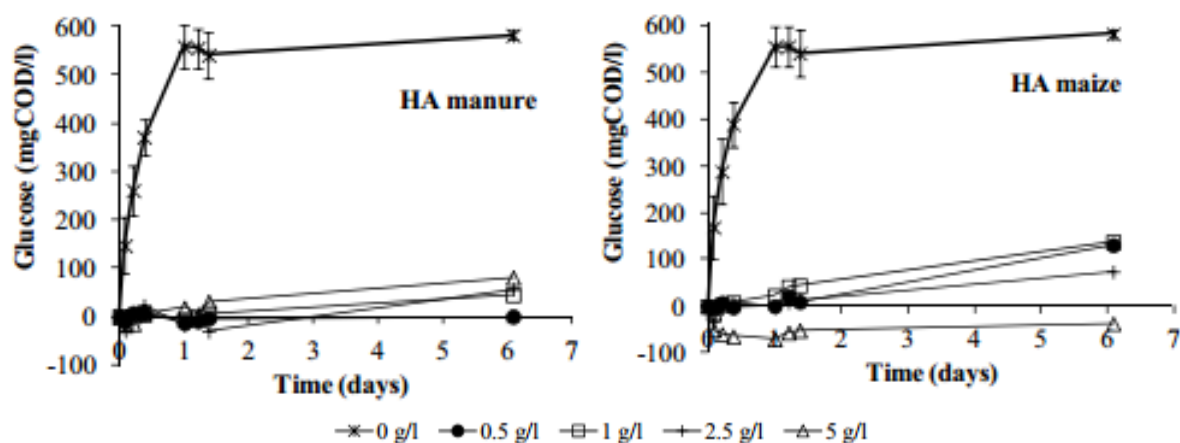 600
500
400
300
200
100
0
-100
Glucose (mgCOD/l)
HA manure
0 1 2 3 4 5 6 7
Time (days)
600
500
400
300
200
100
0
-100
Glucose (mgCOD/l)
HA maize
0 2 3 4 5 6 7
Time (days)
0 g/l 0.5 g/l 1 g/l 2.5 g/l 5 g/l